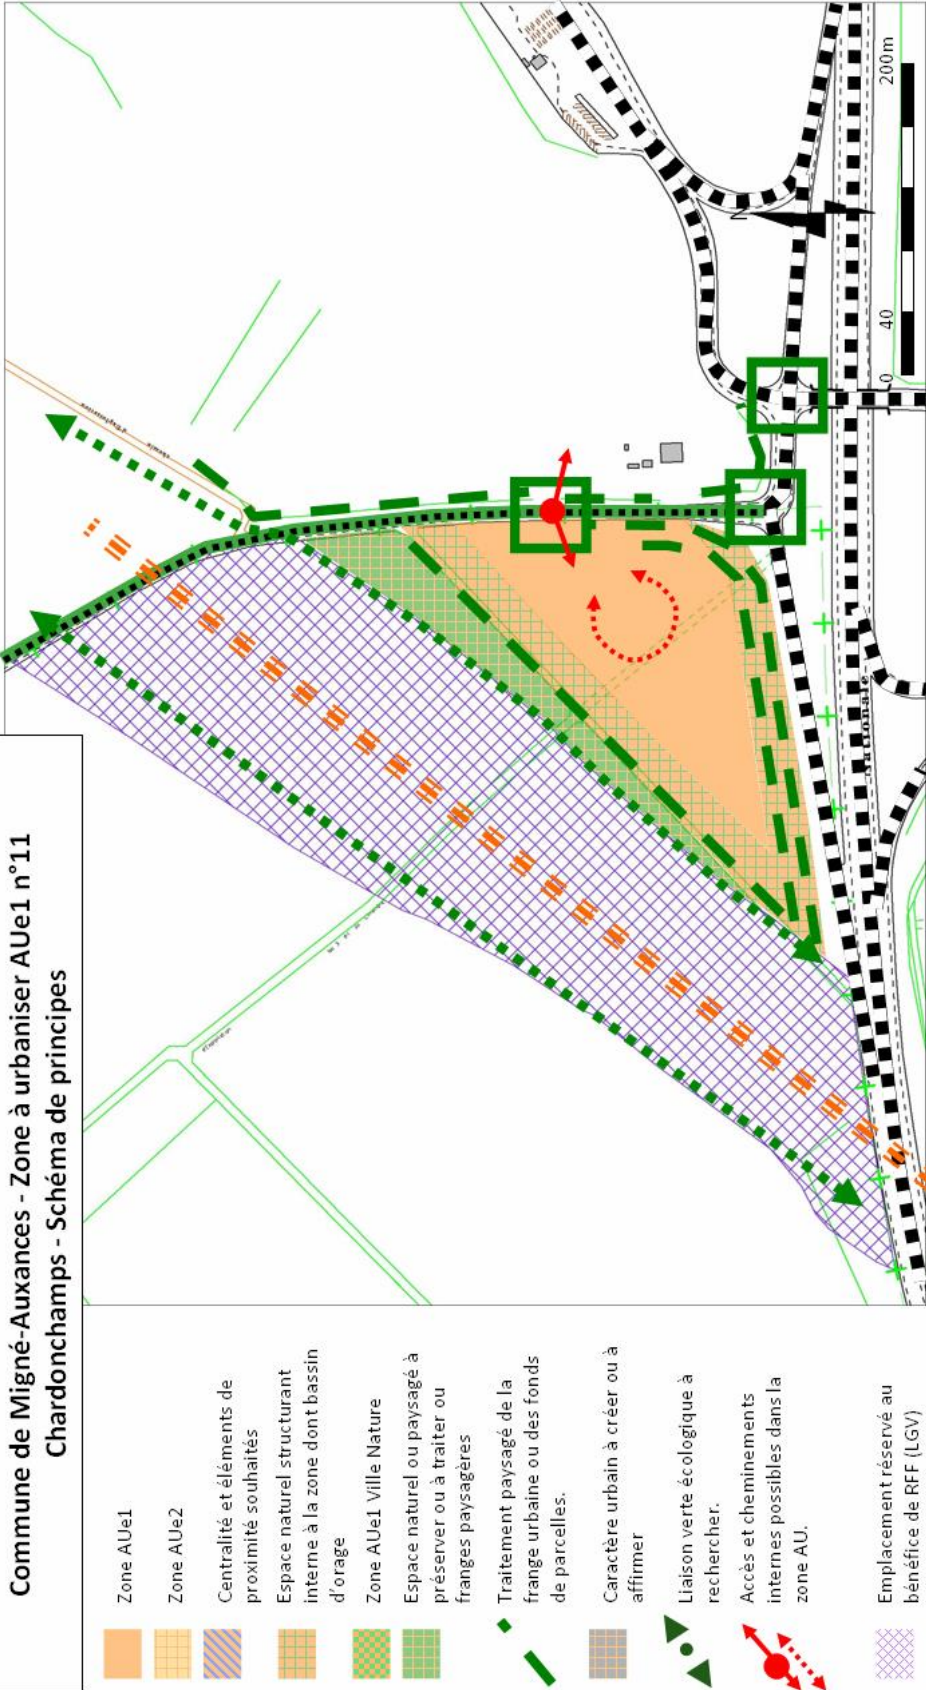 Commune de Migné-Auxances - Zone à urbaniser AUe1 n°11
Chardonchamps - Schéma de principes
Zone AUe1
Zone AUe2
Centralité et éléments de
proximité souhaités
Espace naturel structurant
interne à la zone dont bassin
d'orage
Zone AUe1 Ville Nature
Espace naturel ou paysagé à
préserver ou à traiter ou
franges paysagères
Traitement paysagé de la
frange urbaine ou des fonds
de parcelles.
Caractère urbain à créer ou à
affirmer
Liaison verte écologique à
rechercher.
Accès et cheminements
internes possibles dans la
zone AU.
Emplacement réservé au
bénéfice de RFF (LGV)
chemin
d'Exploitation
Nationale
N
0
40
200m